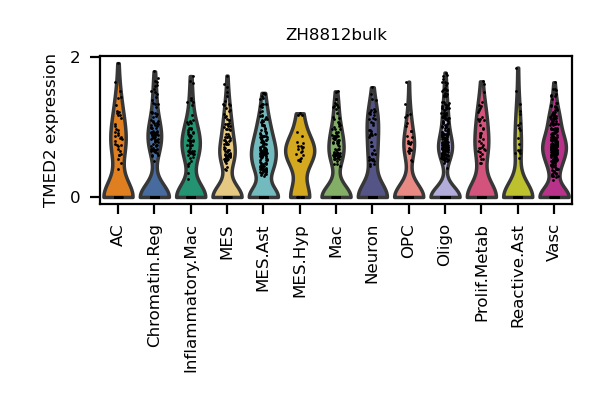 ZH8812bulk
TMED2 expression
2
0
AC
Chromatin.Reg
Inflammatory.Mac
MES
MES.Ast
MES.Hyp
Mac
Neuron
OPC
Oligo
Prolif.Metab
Reactive.Ast
Vasc